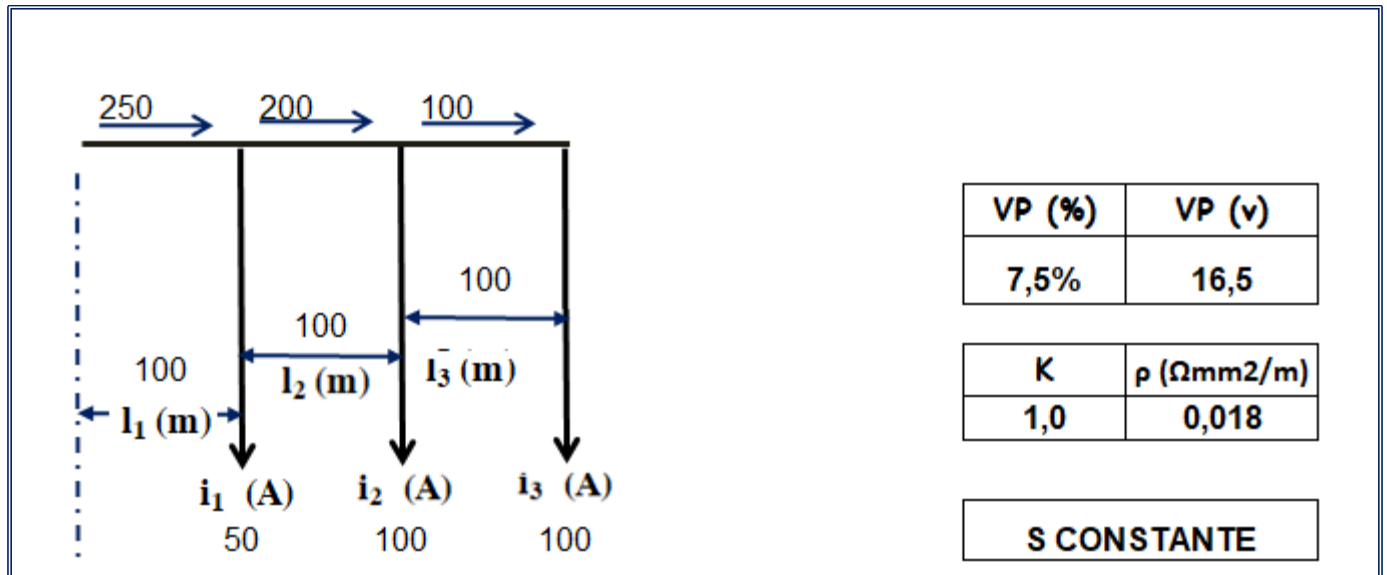 250 200 100
VP (%) VP (v)
7,5% 16,5
100
100
100
l₃ (m)
l₂ (m)
l₁ (m)
K ρ (Ωmm2/m)
1,0 0,018
i₁ (A) i₂ (A) i₃ (A)
50 100 100
S CONSTANTE